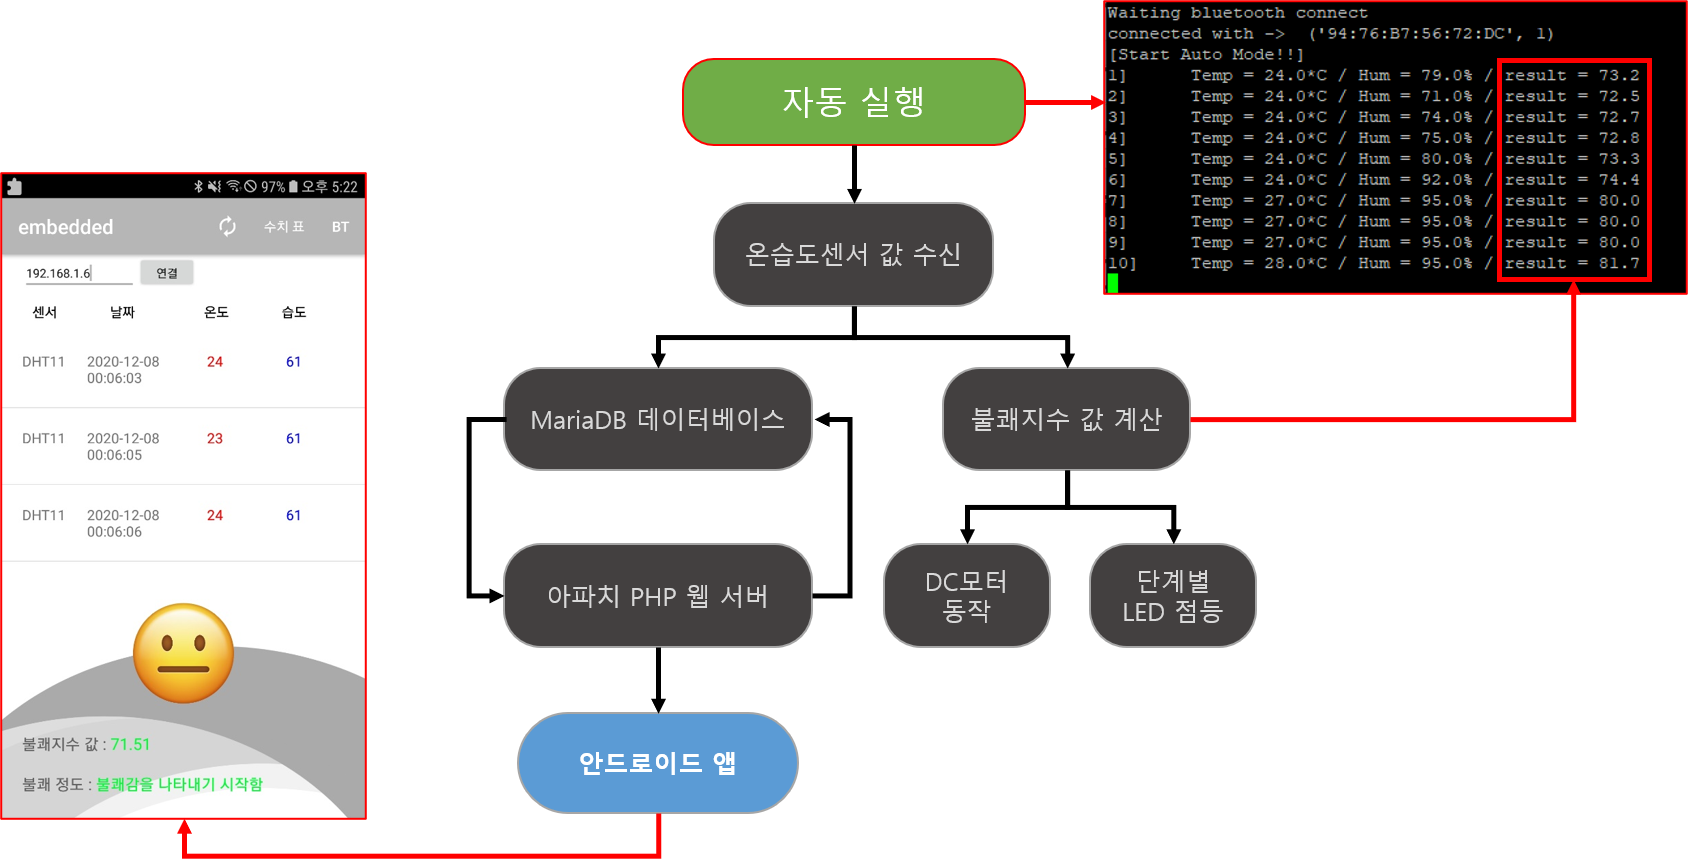 Waiting bluetooth connect
connected with ->  ('94:76:B7:56:72:DC', 1)
[Start Auto Mode!!]
1] Temp = 24.0*C / Hum = 79.0% / result = 73.2
2] Temp = 24.0*C / Hum = 71.0% / result = 72.5
3] Temp = 24.0*C / Hum = 74.0% / result = 72.7
4] Temp = 24.0*C / Hum = 75.0% / result = 72.8
5] Temp = 24.0*C / Hum = 80.0% / result = 73.3
6] Temp = 24.0*C / Hum = 92.0% / result = 74.4
7] Temp = 27.0*C / Hum = 95.0% / result = 80.0
8] Temp = 27.0*C / Hum = 95.0% / result = 80.0
9] Temp = 27.0*C / Hum = 95.0% / result = 80.0
10] Temp = 28.0*C / Hum = 95.0% / result = 81.7
자동 실행
온습도센서 값 수신
MariaDB 데이터베이스
불쾌지수 값 계산
아파치 PHP 웹 서버
DC모터
동작
단계별
LED 점등
안드로이드 앱
97% 오후 5:22
embedded 수치 표 BT
192.168.1.6 연결
센서 날짜 온도 습도
DHT11 2020-12-08 24 61
00:06:03
DHT11 2020-12-08 23 61
00:06:05
DHT11 2020-12-08 24 61
00:06:06
불쾌지수 값 : 71.51
불쾌 정도 : 불쾌감을 나타내기 시작함